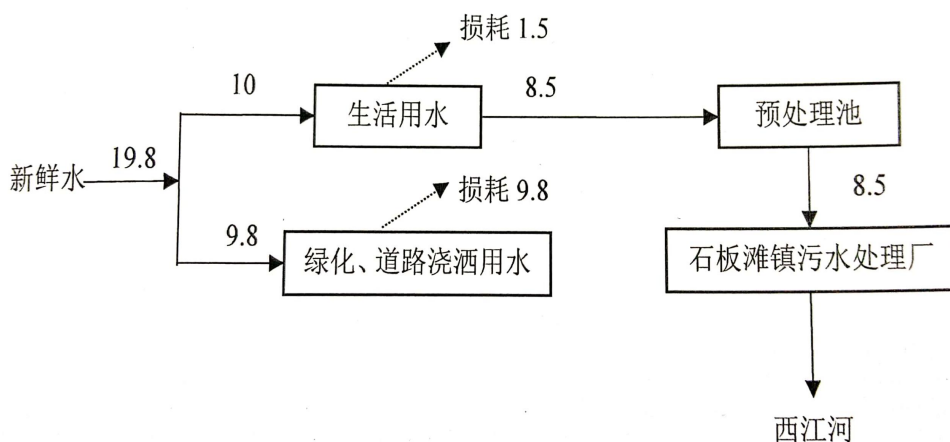 损耗 1.5
10
8.5
生活用水
预处理池
19.8
新鲜水
损耗 9.8
8.5
9.8
绿化、道路浇洒用水
石板滩镇污水处理厂
西江河